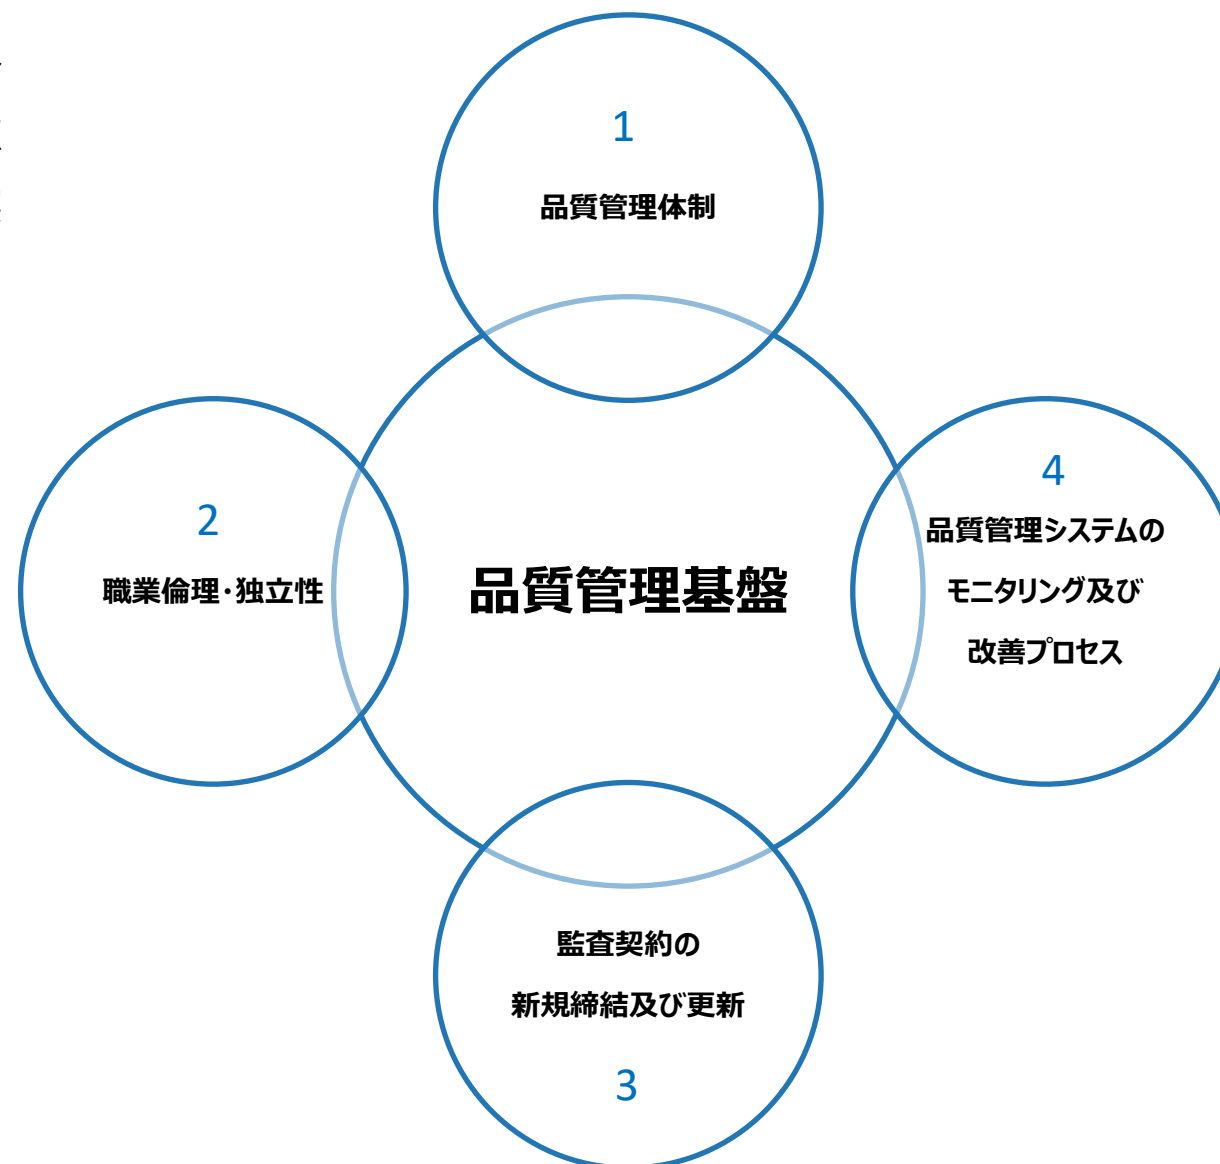 1
品質管理体制
2
職業倫理・独立性
品質管理基盤
4
品質管理システムの
モニタリング及び
改善プロセス
監査契約の
新規締結及び更新
3